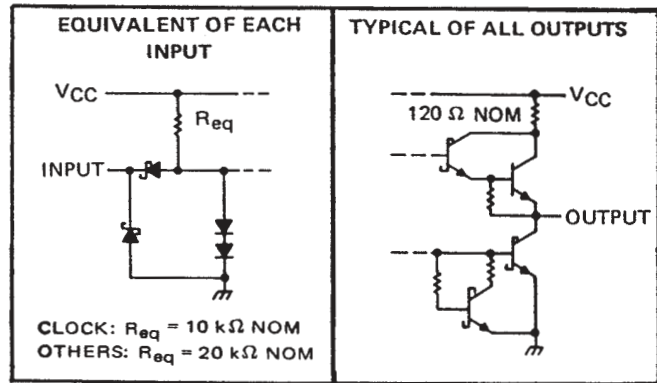 EQUIVALENT OF EACH
INPUT
VCC
Req
INPUT
CLOCK: Req = 10 kΩ NOM
OTHERS: Req = 20 kΩ NOM
TYPICAL OF ALL OUTPUTS
VCC
120 Ω NOM
OUTPUT